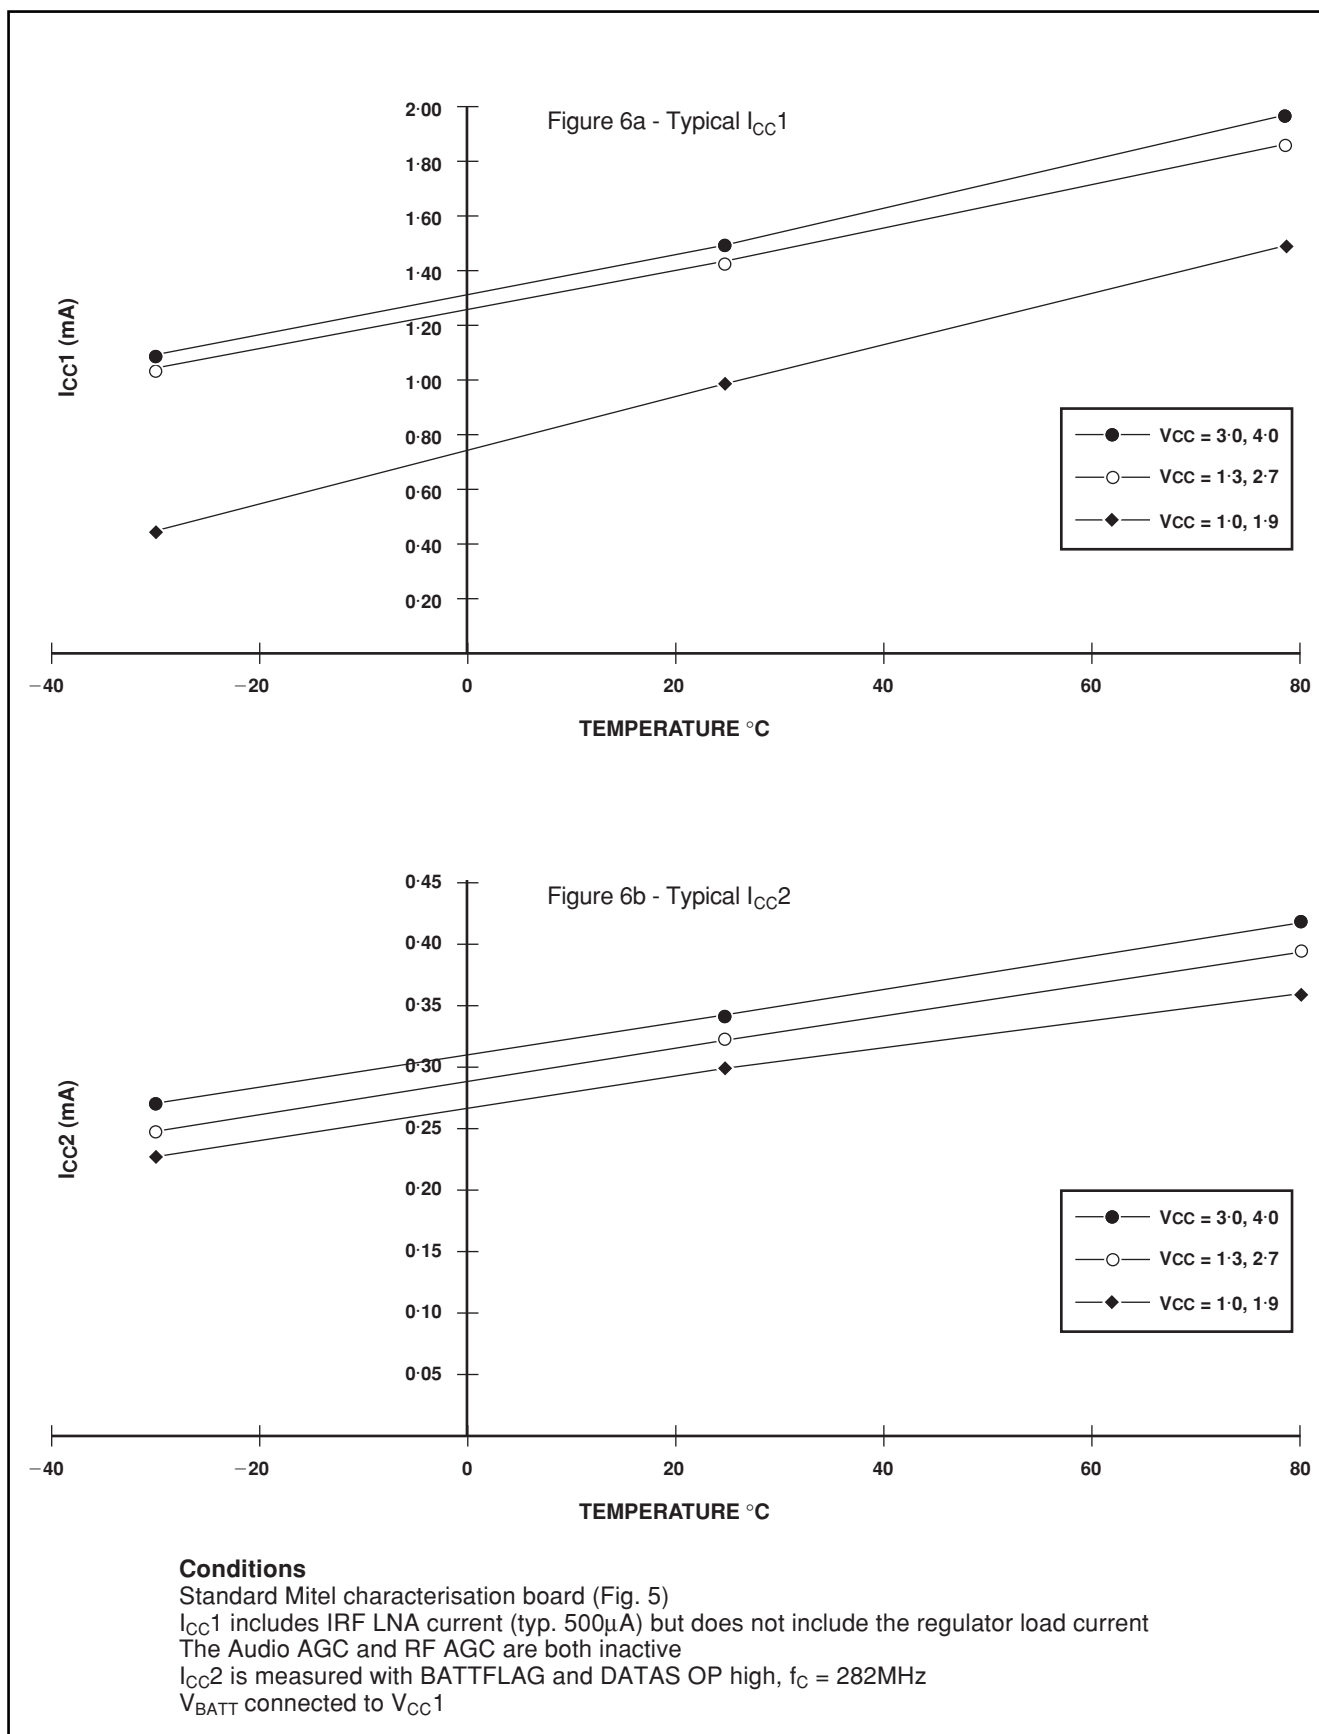 Figure 6a - Typical ICC1
2·00
1·80
1·60
1·40
1·20
1·00
0·80
0·60
0·40
0·20
ICC1 (mA)
VCC = 3·0, 4·0
VCC = 1·3, 2·7
VCC = 1·0, 1·9
−40 −20 0 20 40 60 80
TEMPERATURE °C
Figure 6b - Typical ICC2
0·45
0·40
0·35
0·30
0·25
0·20
0·15
0·10
0·05
ICC2 (mA)
VCC = 3·0, 4·0
VCC = 1·3, 2·7
VCC = 1·0, 1·9
−40 −20 0 20 40 60 80
TEMPERATURE °C
Conditions
Standard Mitel characterisation board (Fig. 5)
ICC1 includes IRF LNA current (typ. 500µA) but does not include the regulator load current
The Audio AGC and RF AGC are both inactive
ICC2 is measured with BATTFLAG and DATAS OP high, fC = 282MHz
VBATT connected to VCC1